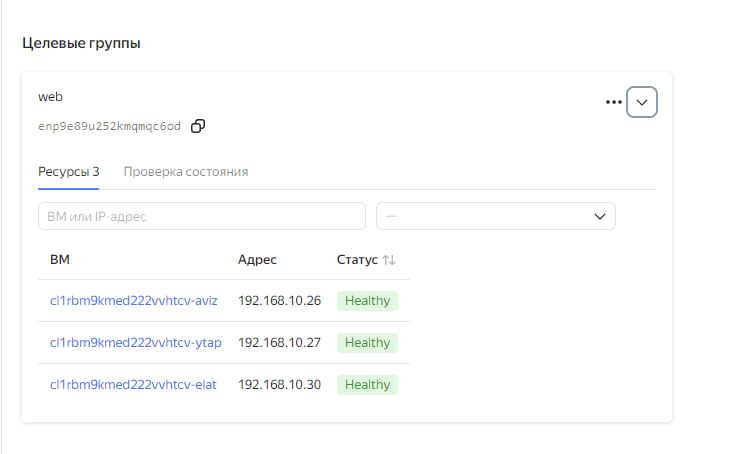 Целевые группы
web
enp9e89u252kmqmqc6od
Ресурсы 3 Проверка состояния
ВМ или IP-адрес —
ВМ Адрес Статус
cl1rbm9kmed222vvhtcv-aviz 192.168.10.26 Healthy
cl1rbm9kmed222vvhtcv-ytap 192.168.10.27 Healthy
cl1rbm9kmed222vvhtcv-elat 192.168.10.30 Healthy